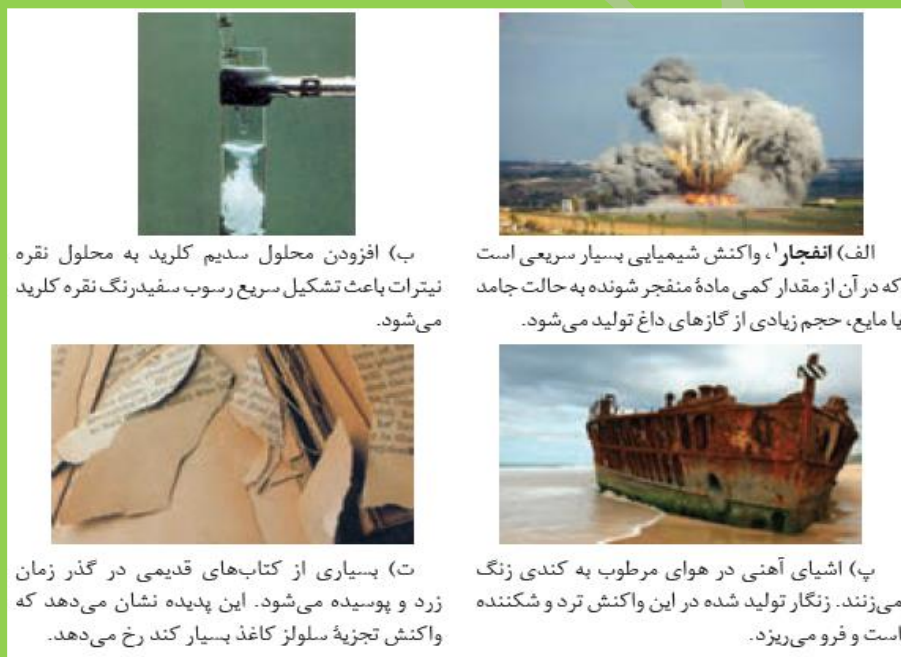 الف) انفجار۱، واکنش شیمیایی بسیار سریعی است
که در آن از مقدار کمی مادهٔ منفجر شونده به حالت جامد
یا مایع، حجم زیادی از گازهای داغ تولید می‌شود.
ب) افزودن محلول سدیم کلرید به محلول نقره
نیترات باعث تشکیل سریع رسوب سفیدرنگ نقره کلرید
می‌شود.
پ) اشیای آهنی در هوای مرطوب به کندی زنگ
می‌زنند. زنگار تولید شده در این واکنش ترد و شکننده
است و فرو می‌ریزد.
ت) بسیاری از کتاب‌های قدیمی در گذر زمان
زرد و پوسیده می‌شود. این پدیده نشان می‌دهد که
واکنش تجزیهٔ سلولز کاغذ بسیار کند رخ می‌دهد.